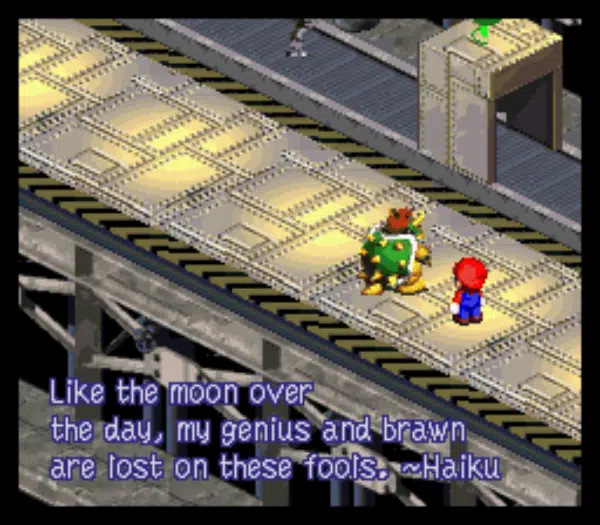 Like the moon over
the day, my genius and brawn
are lost on these fools. ~Haiku